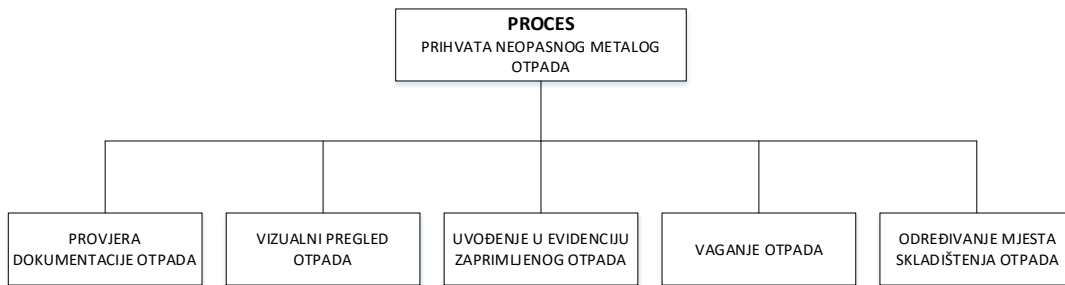 PROCES
PRIHVATA NEOPASNOG METALOG
OTPADA
PROVJERA
DOKUMENTACIJE OTPADA
VIZUALNI PREGLED
OTPADA
UVOĐENJE U EVIDENCIJU
ZAPRIMLJENOG OTPADA
VAGANJE OTPADA
ODREĐIVANJE MJESTA
SKLADIŠTENJA OTPADA